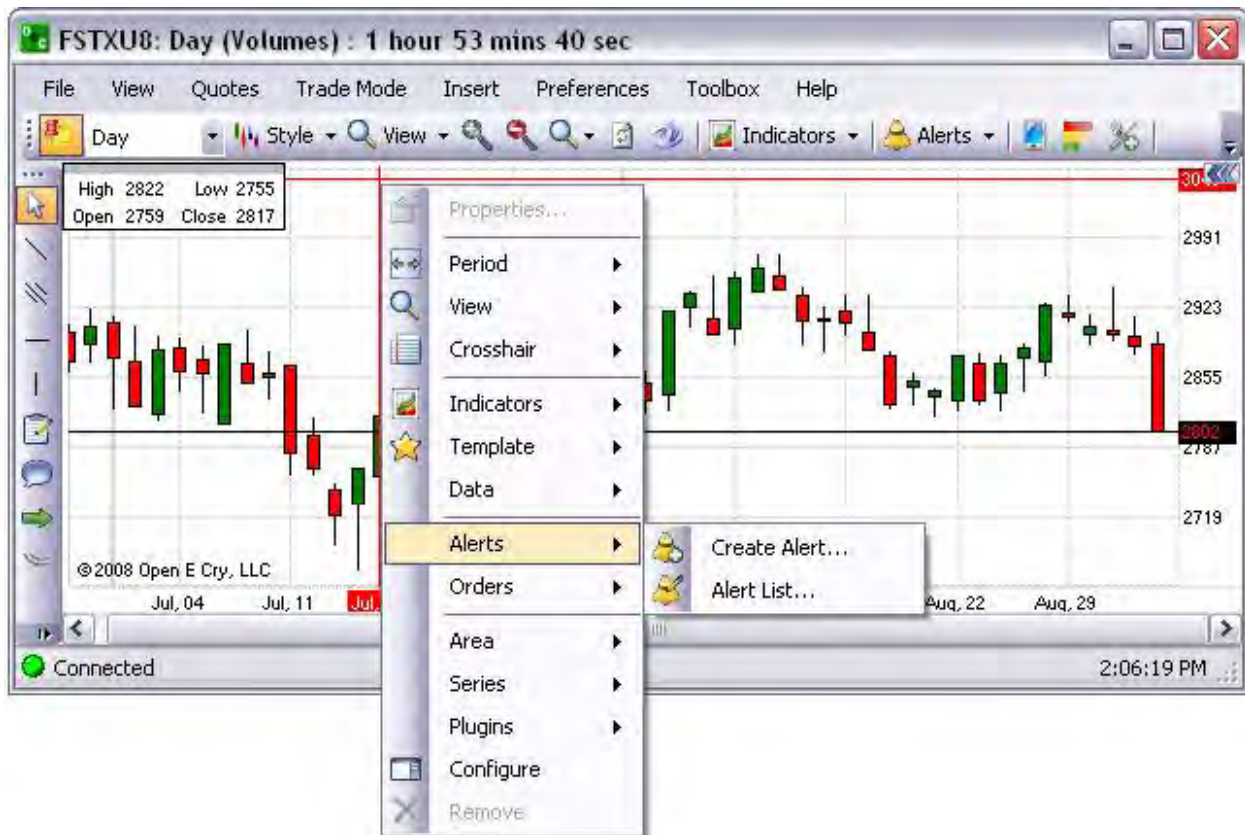 FSTXU8: Day (Volumes) : 1 hour 53 mins 40 sec
File View Quotes Trade Mode Insert Preferences Toolbox Help
Day Style View Indicators Alerts
High 2822 Low 2755
Open 2759 Close 2817
Properties...
Period
View
Crosshair
Indicators
Template
Data
Alerts
Orders
Area
Series
Plugins
Configure
Remove
Create Alert...
Alert List...
2991
2923
2855
2802
2787
2719
©2008 Open E Cry, LLC
Jul, 04 Jul, 11 Jul, Aug, 22 Aug, 29
Connected 2:06:19 PM